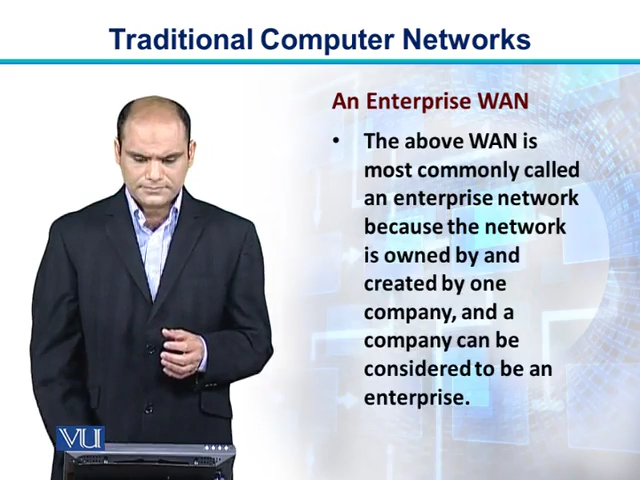 Traditional Computer Networks
An Enterprise WAN
• The above WAN is
most commonly called
an enterprise network
because the network
is owned by and
created by one
company, and a
company can be
considered to be an
enterprise.
VU